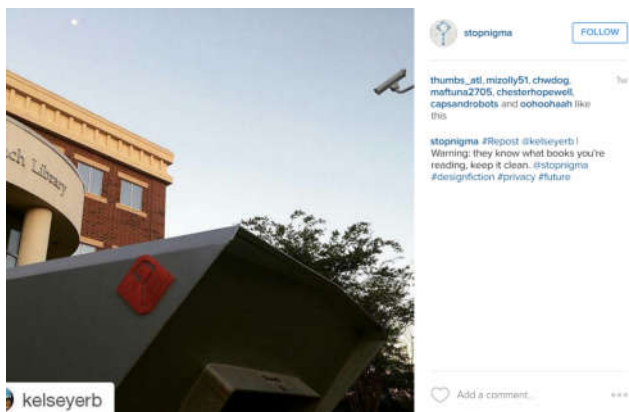 ch Library
kelseyerb
stopnigma
FOLLOW
thumbs_atl, mizolly51, chwdog,
1w
maftuna2705, chesterhopewell,
capsandrobots and oohoohaah like
this
stopnigma #Repost @kelseyerb |
Warning: they know what books you're
reading, keep it clean. @stopnigma
#designfiction #privacy #future
Add a comment...